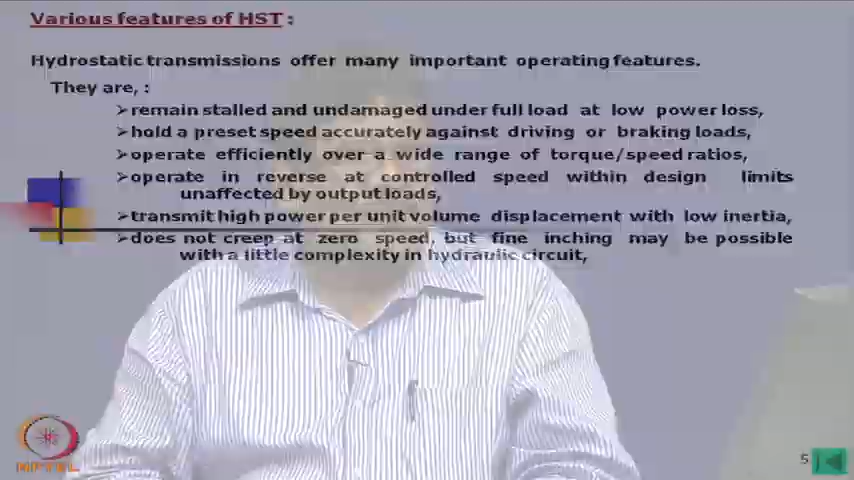 Various features of HST :
Hydrostatic transmissions offer many important operating features.
They are, :
➢remain stalled and undamaged under full load at low power loss,
➢hold a preset speed accurately against driving or braking loads,
➢operate efficiently over a wide range of torque/speed ratios,
➢operate in reverse at controlled speed within design limits
unaffected by output loads,
➢transmit high power per unit volume displacement with low inertia,
➢does not creep at zero speed, but fine inching may be possible
with a little complexity in hydraulic circuit,
NPTEL
5